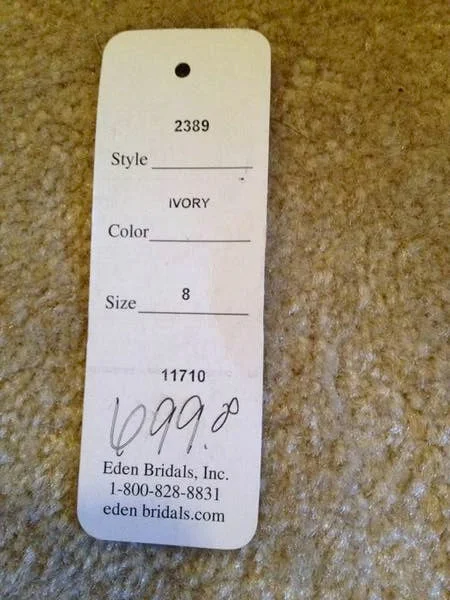 2389
Style
IVORY
Color
8
Size
11710
699.00
Eden Bridals, Inc.
1-800-828-8831
eden bridals.com